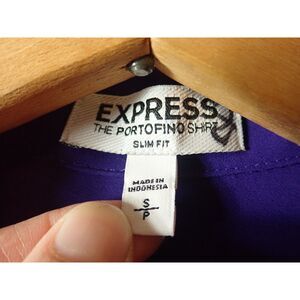 EXPRESS
THE PORTOFINO SHIRT
SLIM FIT
MADE IN
INDONESIA
S
P